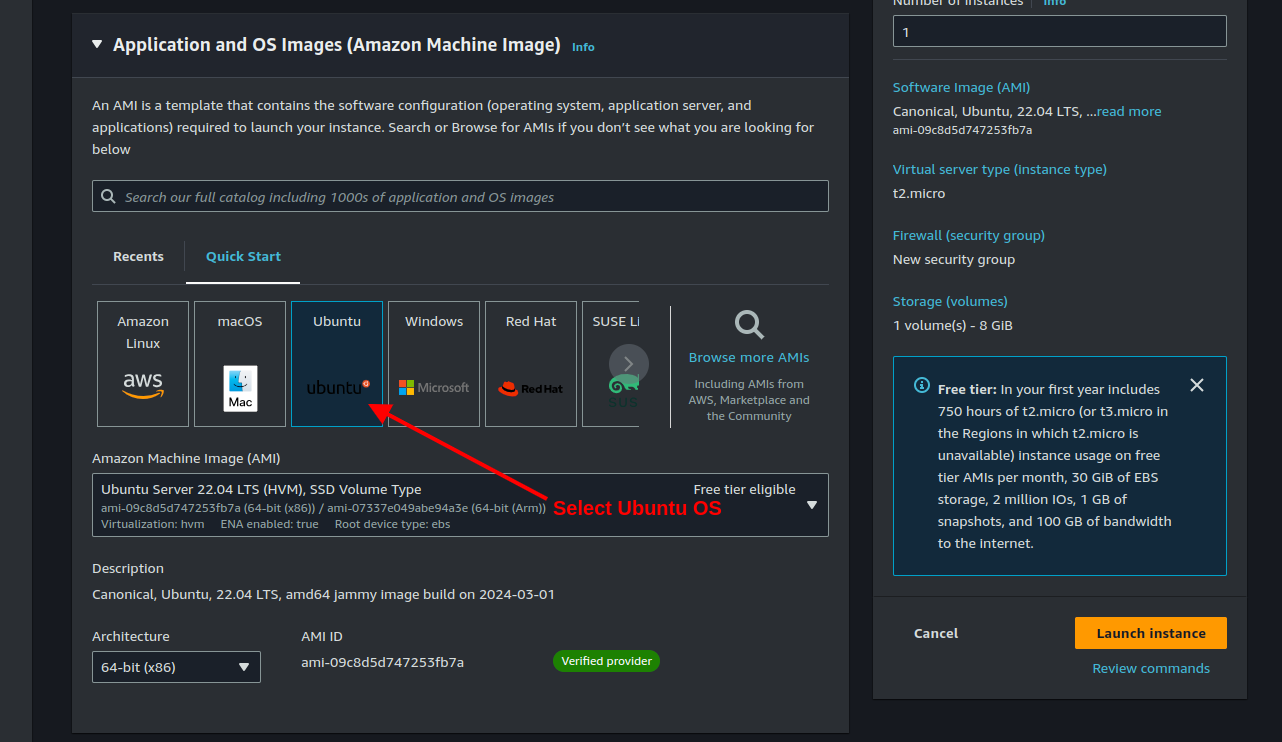 Application and OS Images (Amazon Machine Image) Info
An AMI is a template that contains the software configuration (operating system, application server, and
applications) required to launch your instance. Search or Browse for AMIs if you don’t see what you are looking for
below
Search our full catalog including 1000s of application and OS images
Recents
Quick Start
Amazon
Linux
aws
macOS
Mac
Ubuntu
ubuntu
Windows
Microsoft
Red Hat
Red Hat
SUSE Li
SUS
Browse more AMIs
Including AMIs from
AWS, Marketplace and
the Community
Amazon Machine Image (AMI)
Ubuntu Server 22.04 LTS (HVM), SSD Volume Type
Free tier eligible
ami-09c8d5d747253fb7a (64-bit (x86)) / ami-07337e049abe94a3e (64-bit (Arm))
Virtualization: hvm ENA enabled: true Root device type: ebs
Select Ubuntu OS
Description
Canonical, Ubuntu, 22.04 LTS, amd64 jammy image build on 2024-03-01
Architecture
64-bit (x86)
AMI ID
ami-09c8d5d747253fb7a
Verified provider
Number of instances Info
1
Software Image (AMI)
Canonical, Ubuntu, 22.04 LTS, ...read more
ami-09c8d5d747253fb7a
Virtual server type (instance type)
t2.micro
Firewall (security group)
New security group
Storage (volumes)
1 volume(s) - 8 GiB
Free tier: In your first year includes
750 hours of t2.micro (or t3.micro in
the Regions in which t2.micro is
unavailable) instance usage on free
tier AMIs per month, 30 GiB of EBS
storage, 2 million IOs, 1 GB of
snapshots, and 100 GB of bandwidth
to the internet.
Cancel
Launch instance
Review commands